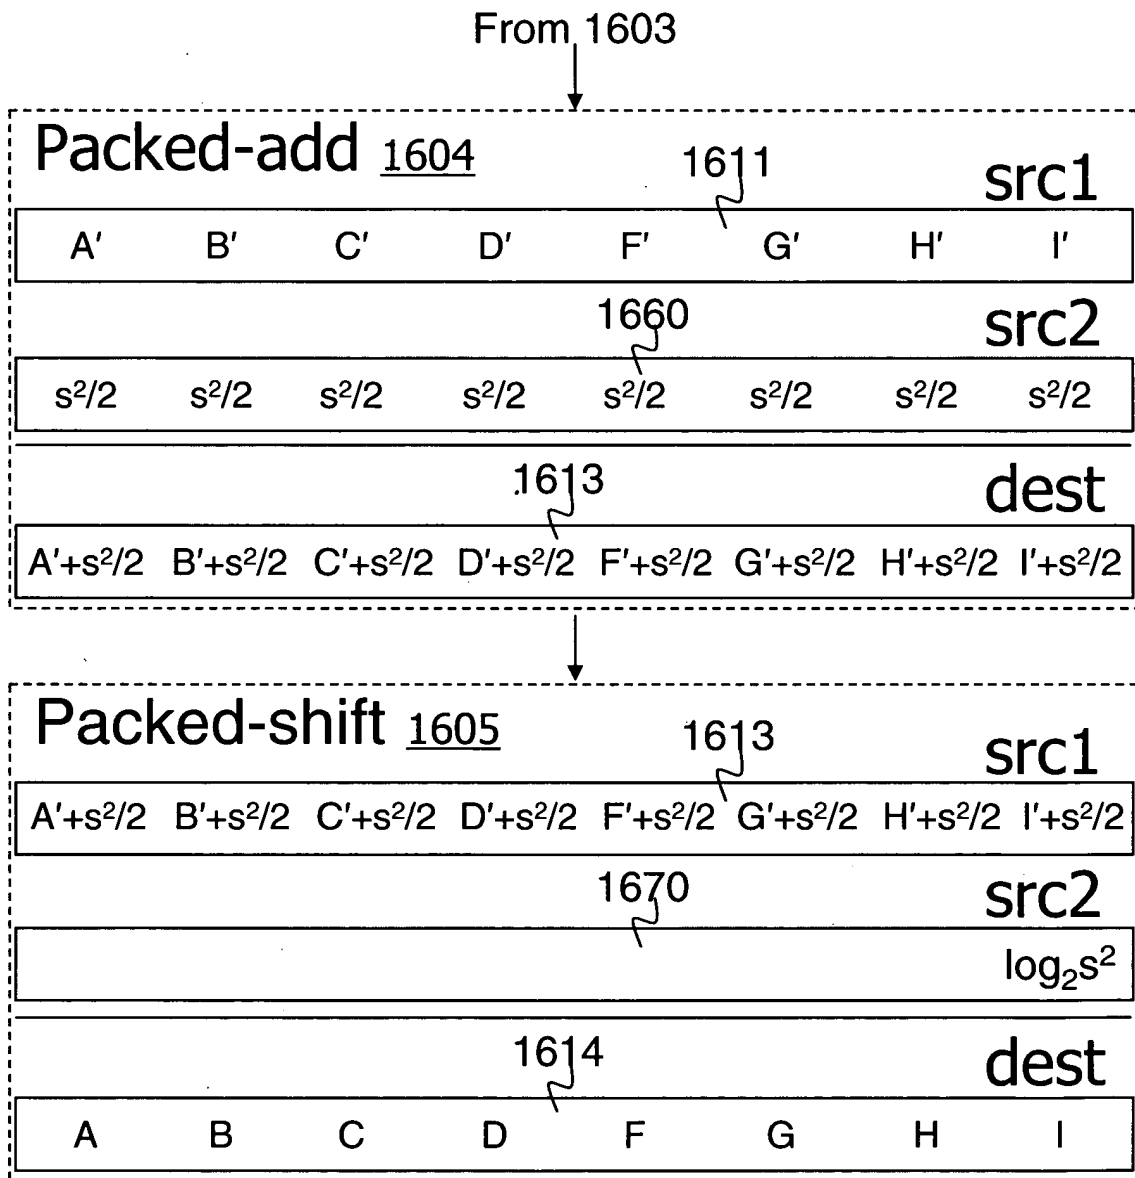 From 1603
Packed-add 1604
1611
src1
A' B' C' D' F' G' H' I'
1660
src2
s²/2 s²/2 s²/2 s²/2 s²/2 s²/2 s²/2 s²/2
1613
dest
A'+s²/2 B'+s²/2 C'+s²/2 D'+s²/2 F'+s²/2 G'+s²/2 H'+s²/2 I'+s²/2
Packed-shift 1605
1613
src1
A'+s²/2 B'+s²/2 C'+s²/2 D'+s²/2 F'+s²/2 G'+s²/2 H'+s²/2 I'+s²/2
1670
src2
log₂s²
1614
dest
A B C D F G H I